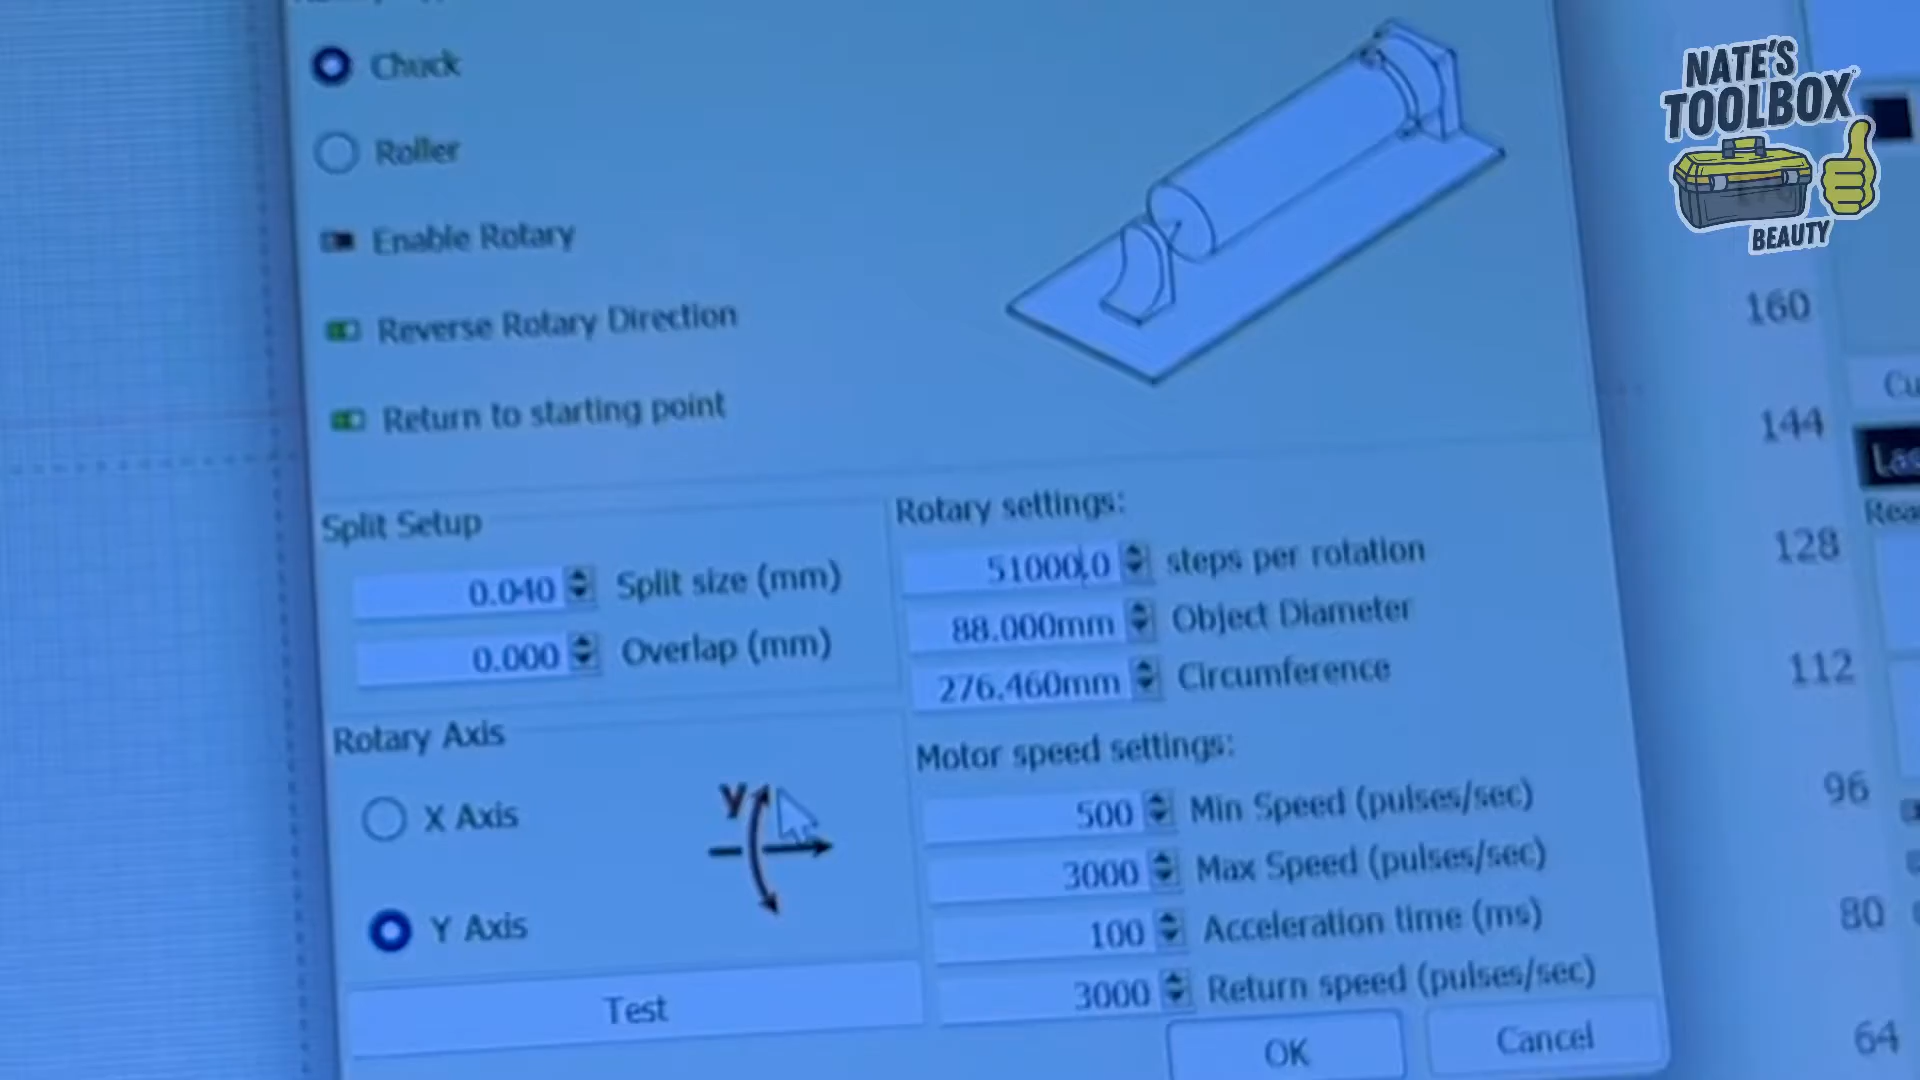 Chuck
Roller
Enable Rotary
Reverse Rotary Direction
Return to starting point
Split Setup
0.040 Split size (mm)
0.000 Overlap (mm)
Rotary Axis
X Axis
Y Axis
Y
Test
Rotary settings:
51000.0 steps per rotation
88.000mm Object Diameter
276.460mm Circumference
Motor speed settings:
500 Min Speed (pulses/sec)
3000 Max Speed (pulses/sec)
100 Acceleration time (ms)
3000 Return speed (pulses/sec)
OK
Cancel
NATE'S
TOOLBOX
BEAUTY
160
144
128
112
96
80
64